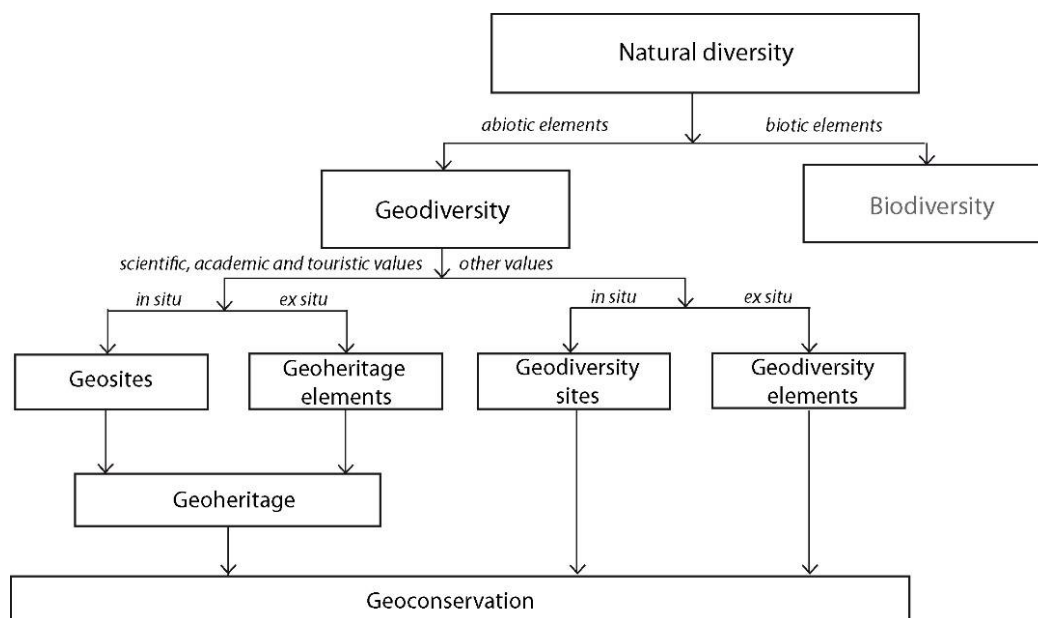 Natural diversity
abiotic elements
biotic elements
Geodiversity
Biodiversity
scientific, academic and touristic values
other values
in situ
ex situ
in situ
ex situ
Geosites
Geoheritage
elements
Geodiversity
sites
Geodiversity
elements
Geoheritage
Geoconservation